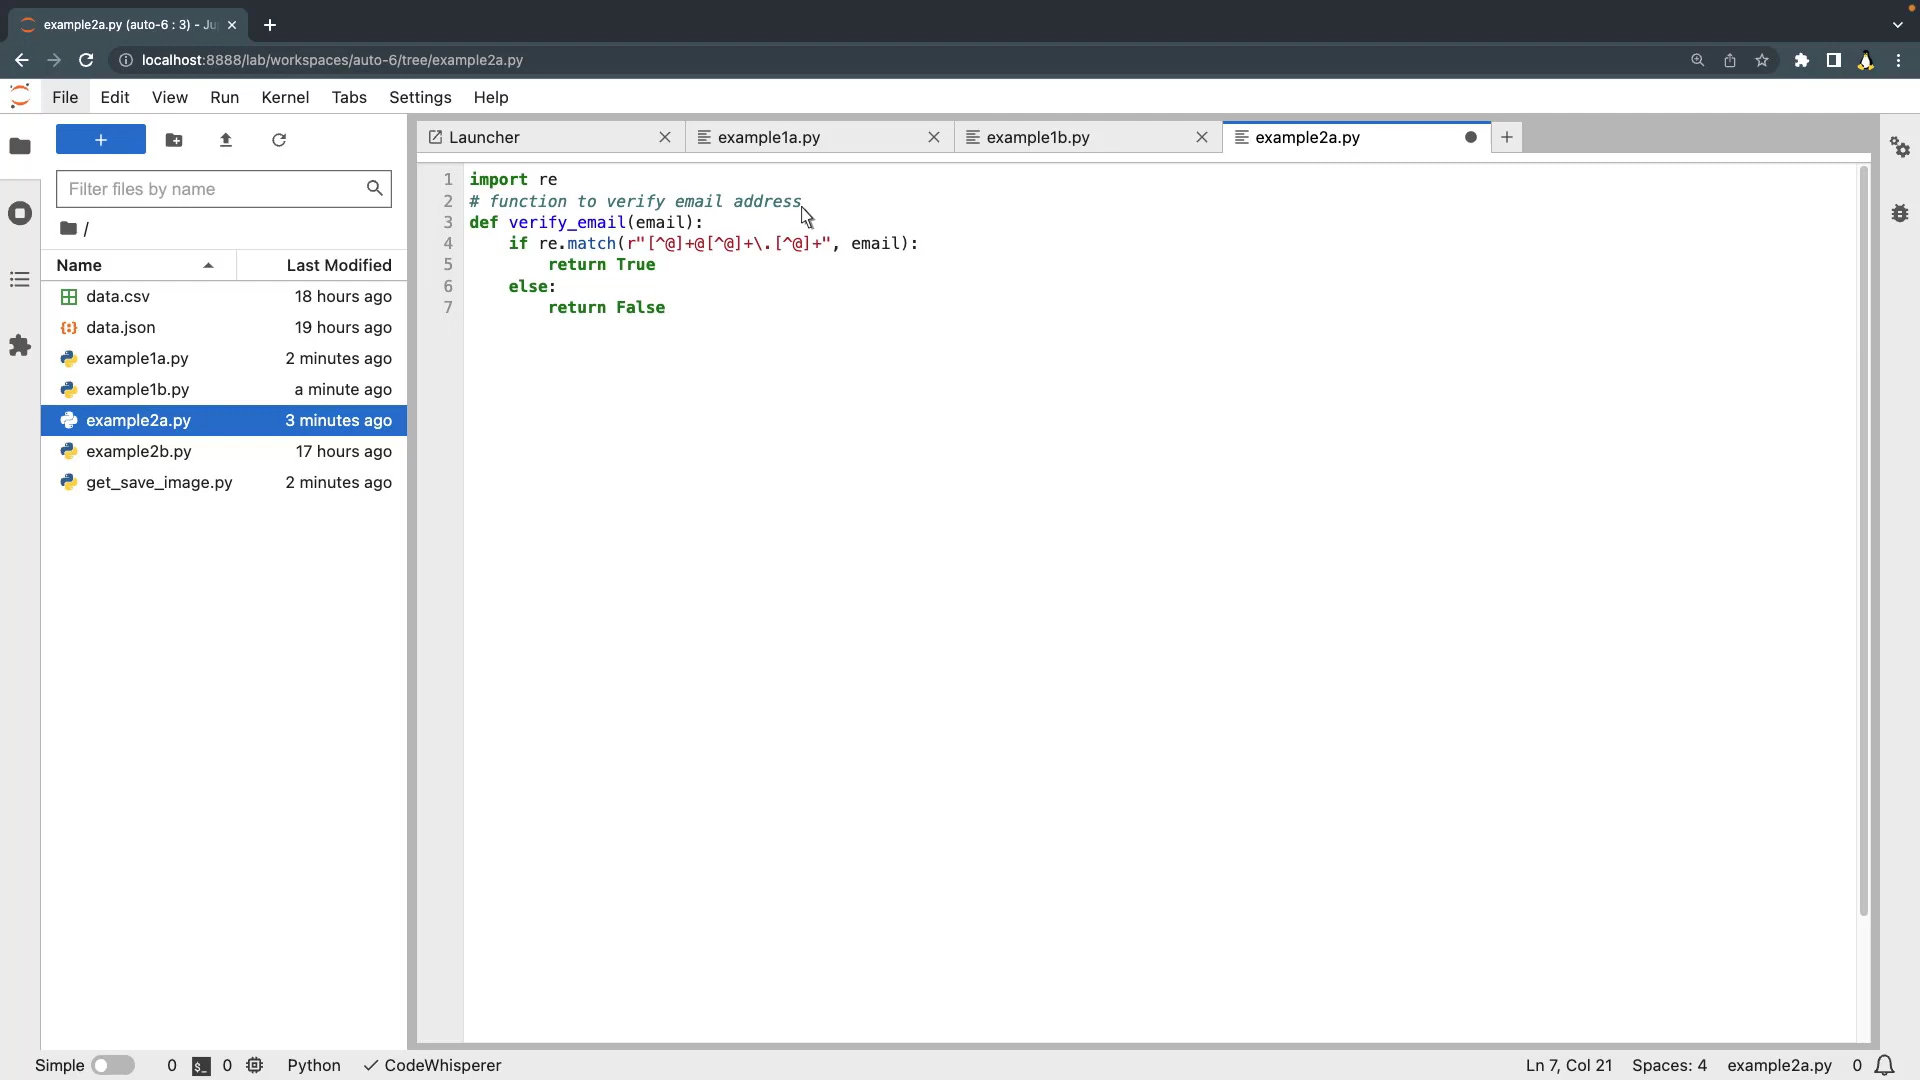 example2a.py (auto-6 : 3) - Ju
localhost:8888/lab/workspaces/auto-6/tree/example2a.py
File Edit View Run Kernel Tabs Settings Help
Launcher
example1a.py
example1b.py
example2a.py
Filter files by name
/
Name Last Modified
data.csv 18 hours ago
data.json 19 hours ago
example1a.py 2 minutes ago
example1b.py a minute ago
example2a.py 3 minutes ago
example2b.py 17 hours ago
get_save_image.py 2 minutes ago
1 import re
2 # function to verify email address
3 def verify_email(email):
4     if re.match(r"[^@]+@[^@]+\.[^@]+", email):
5         return True
6     else:
7         return False
Simple 0 $_ 0 Python ✓ CodeWhisperer Ln 7, Col 21 Spaces: 4 example2a.py 0